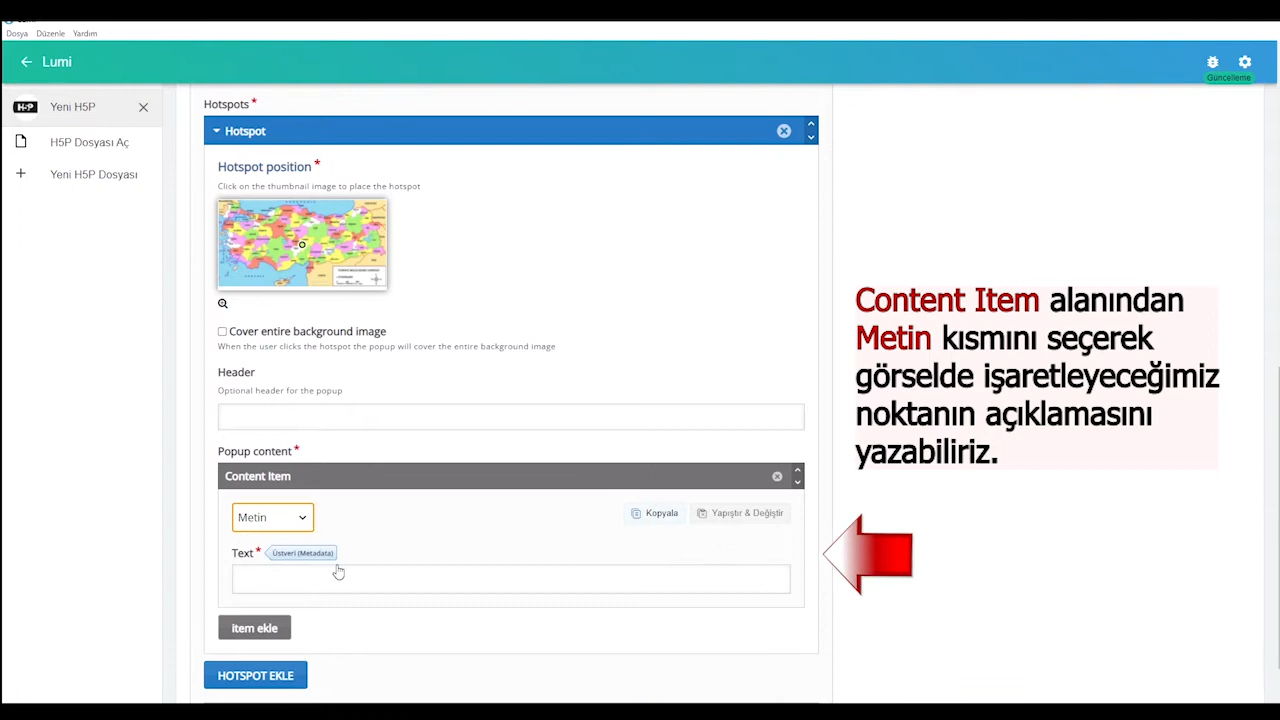 Dosya Düzenle Yardım
Lumi
Güncelleme
H-P Yeni H5P
H5P Dosyası Aç
Yeni H5P Dosyası
Hotspots *
Hotspot
Hotspot position *
Click on the thumbnail image to place the hotspot
Cover entire background image
When the user clicks the hotspot the popup will cover the entire background image
Header
Optional header for the popup
Popup content *
Content Item
Metin
Kopyala
Yapıştır & Değiştir
Text *
Üstveri (Metadata)
item ekle
HOTSPOT EKLE
Content Item alanından
Metin kısmını seçerek
görselde işaretleyeceğimiz
noktanın açıklamasını
yazabiliriz.